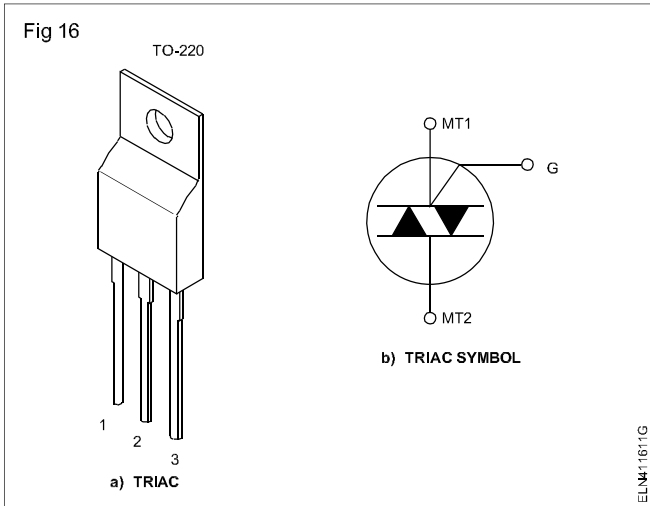 Fig 16
TO-220
MT1
G
MT2
b) TRIAC SYMBOL
1
2
3
a) TRIAC
ELN411611G